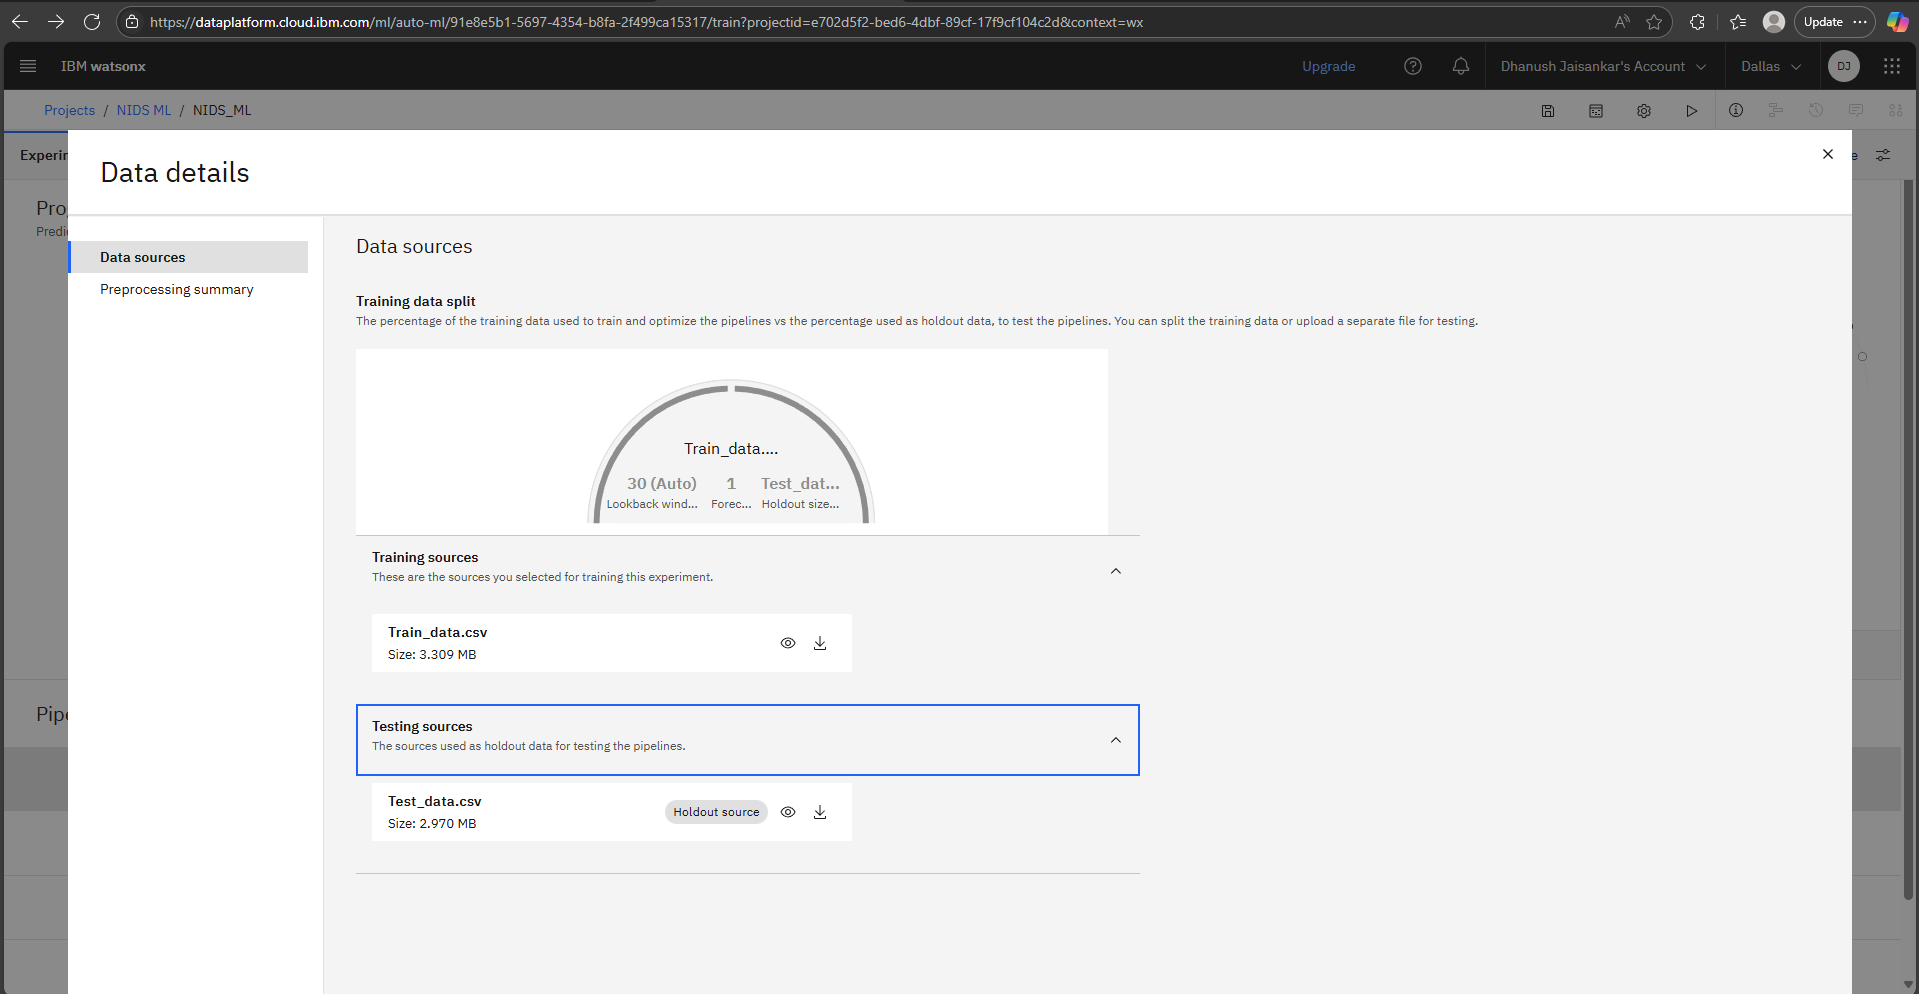 https://dataplatform.cloud.ibm.com/ml/auto-ml/91e8e5b1-5697-4354-b8fa-2f499ca15317/train?projectid=e702d5f2-bed6-4dbf-89cf-17f9cf104c2d&context=wx
Update
IBM watsonx
Upgrade
Dhanush Jaisankar's Account
Dallas
DJ
Projects / NIDS ML / NIDS_ML
Experim
Data details
Pro
Predi
Data sources
Preprocessing summary
Data sources
Training data split
The percentage of the training data used to train and optimize the pipelines vs the percentage used as holdout data, to test the pipelines. You can split the training data or upload a separate file for testing.
Train_data....
30 (Auto) 1 Test_dat...
Lookback wind... Forec... Holdout size...
Training sources
These are the sources you selected for training this experiment.
Train_data.csv
Size: 3.309 MB
Pipe
Testing sources
The sources used as holdout data for testing the pipelines.
Test_data.csv
Holdout source
Size: 2.970 MB